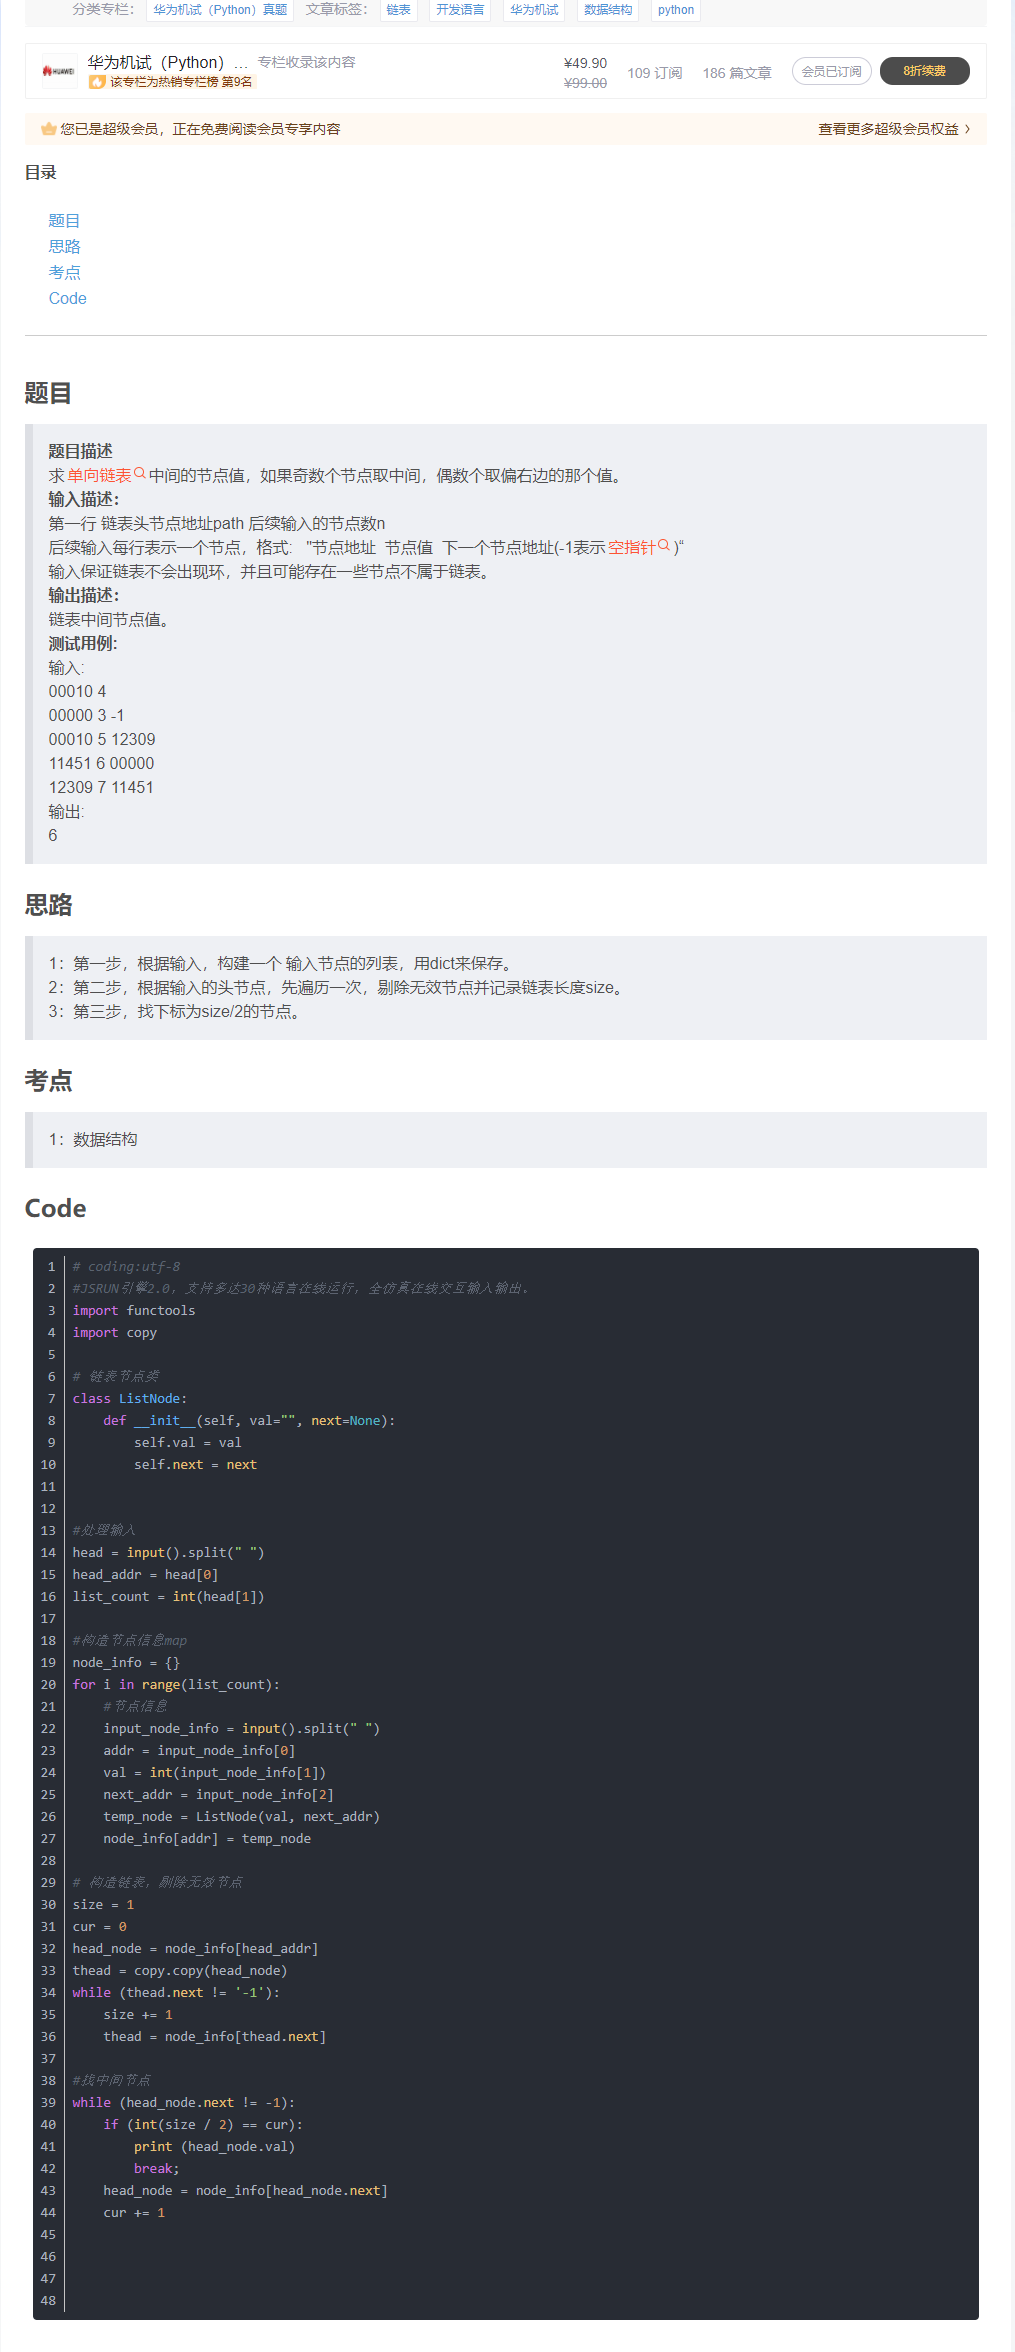 分类专栏： 华为机试（Python）真题 文章标签： 链表 开发语言 华为机试 数据结构 python
HUAWEI 华为机试（Python）... 专栏收录该内容 ¥49.90 109 订阅 186 篇文章 会员已订阅 8折续费
该专栏为热销专栏榜 第9名 ¥99.00
您已是超级会员，正在免费阅读会员专享内容 查看更多超级会员权益
目录
题目
思路
考点
Code
题目
题目描述
求 单向链表 中间的节点值，如果奇数个节点取中间，偶数个取偏右边的那个值。
输入描述：
第一行 链表头节点地址path 后续输入的节点数n
后续输入每行表示一个节点，格式： "节点地址 节点值 下一个节点地址(-1表示 空指针 )“
输入保证链表不会出现环，并且可能存在一些节点不属于链表。
输出描述：
链表中间节点值。
测试用例：
输入:
00010 4
00000 3 -1
00010 5 12309
11451 6 00000
12309 7 11451
输出:
6
思路
1：第一步，根据输入，构建一个 输入节点的列表，用dict来保存。
2：第二步，根据输入的头节点，先遍历一次，剔除无效节点并记录链表长度size。
3：第三步，找下标为size/2的节点。
考点
1：数据结构
Code
1 # coding:utf-8
2 #JSRUN引擎2.0，支持多达30种语言在线运行，全仿真在线交互输入输出。
3 import functools
4 import copy
5
6 # 链表节点类
7 class ListNode:
8     def __init__(self, val="", next=None):
9         self.val = val
10         self.next = next
11
12
13 #处理输入
14 head = input().split(" ")
15 head_addr = head[0]
16 list_count = int(head[1])
17
18 #构造节点信息map
19 node_info = {}
20 for i in range(list_count):
21     #节点信息
22     input_node_info = input().split(" ")
23     addr = input_node_info[0]
24     val = int(input_node_info[1])
25     next_addr = input_node_info[2]
26     temp_node = ListNode(val, next_addr)
27     node_info[addr] = temp_node
28
29 # 构造链表，剔除无效节点
30 size = 1
31 cur = 0
32 head_node = node_info[head_addr]
33 thead = copy.copy(head_node)
34 while (thead.next != '-1'):
35     size += 1
36     thead = node_info[thead.next]
37
38 #找中间节点
39 while (head_node.next != -1):
40     if (int(size / 2) == cur):
41         print (head_node.val)
42         break;
43     head_node = node_info[head_node.next]
44     cur += 1
45
46
47
48